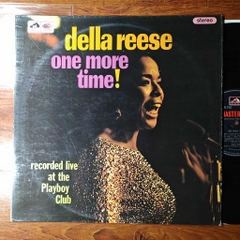 della reese
stereo
one more
time!
recorded live
at the
Playboy
Club